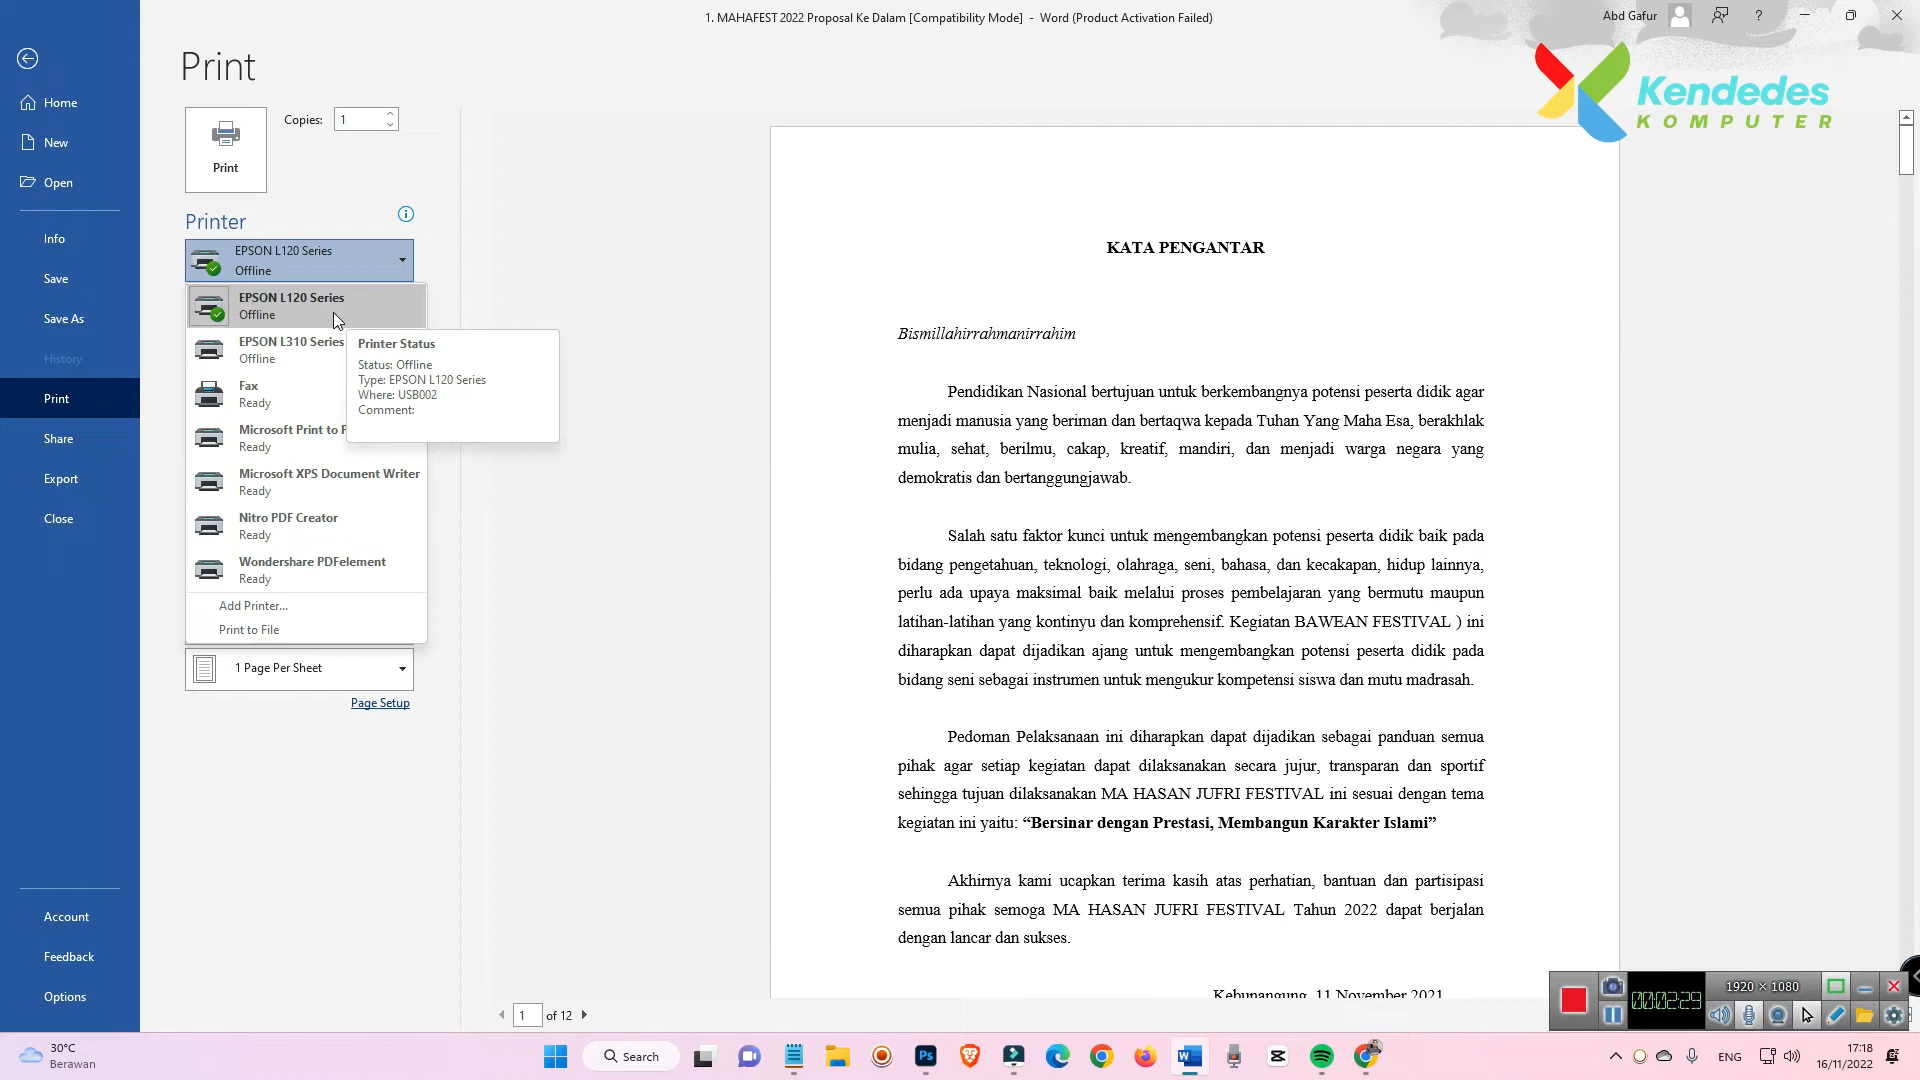 1. MAHAFEST 2022 Proposal Ke Dalam [Compatibility Mode] - Word (Product Activation Failed)
Abd Gafur
?
Kendedes
KOMPUTER
Home
New
Open
Info
Save
Save As
History
Print
Share
Export
Close
Account
Feedback
Options
Print
Print
Copies: 1
Printer
EPSON L120 Series
Offline
EPSON L120 Series
Offline
EPSON L310 Series
Offline
Fax
Ready
Microsoft Print to
Ready
Microsoft XPS Document Writer
Ready
Nitro PDF Creator
Ready
Wondershare PDFelement
Ready
Add Printer...
Print to File
Printer Status
Status: Offline
Type: EPSON L120 Series
Where: USB002
Comment:
1 Page Per Sheet
Page Setup
KATA PENGANTAR
Bismillahirrahmanirrahim
Pendidikan Nasional bertujuan untuk berkembangnya potensi peserta didik agar
menjadi manusia yang beriman dan bertaqwa kepada Tuhan Yang Maha Esa, berakhlak
mulia, sehat, berilmu, cakap, kreatif, mandiri, dan menjadi warga negara yang
demokratis dan bertanggungjawab.
Salah satu faktor kunci untuk mengembangkan potensi peserta didik baik pada
bidang pengetahuan, teknologi, olahraga, seni, bahasa, dan kecakapan, hidup lainnya,
perlu ada upaya maksimal baik melalui proses pembelajaran yang bermutu maupun
latihan-latihan yang kontinyu dan komprehensif. Kegiatan BAWEAN FESTIVAL ) ini
diharapkan dapat dijadikan ajang untuk mengembangkan potensi peserta didik pada
bidang seni sebagai instrumen untuk mengukur kompetensi siswa dan mutu madrasah.
Pedoman Pelaksanaan ini diharapkan dapat dijadikan sebagai panduan semua
pihak agar setiap kegiatan dapat dilaksanakan secara jujur, transparan dan sportif
sehingga tujuan dilaksanakan MA HASAN JUFRI FESTIVAL ini sesuai dengan tema
kegiatan ini yaitu: “Bersinar dengan Prestasi, Membangun Karakter Islami”
Akhirnya kami ucapkan terima kasih atas perhatian, bantuan dan partisipasi
semua pihak semoga MA HASAN JUFRI FESTIVAL Tahun 2022 dapat berjalan
dengan lancar dan sukses.
Kebunagung, 11 November 2021
1 of 12
00:02:29
1920 × 1080
30°C
Berawan
Search
Ps
ENG
17:18
16/11/2022